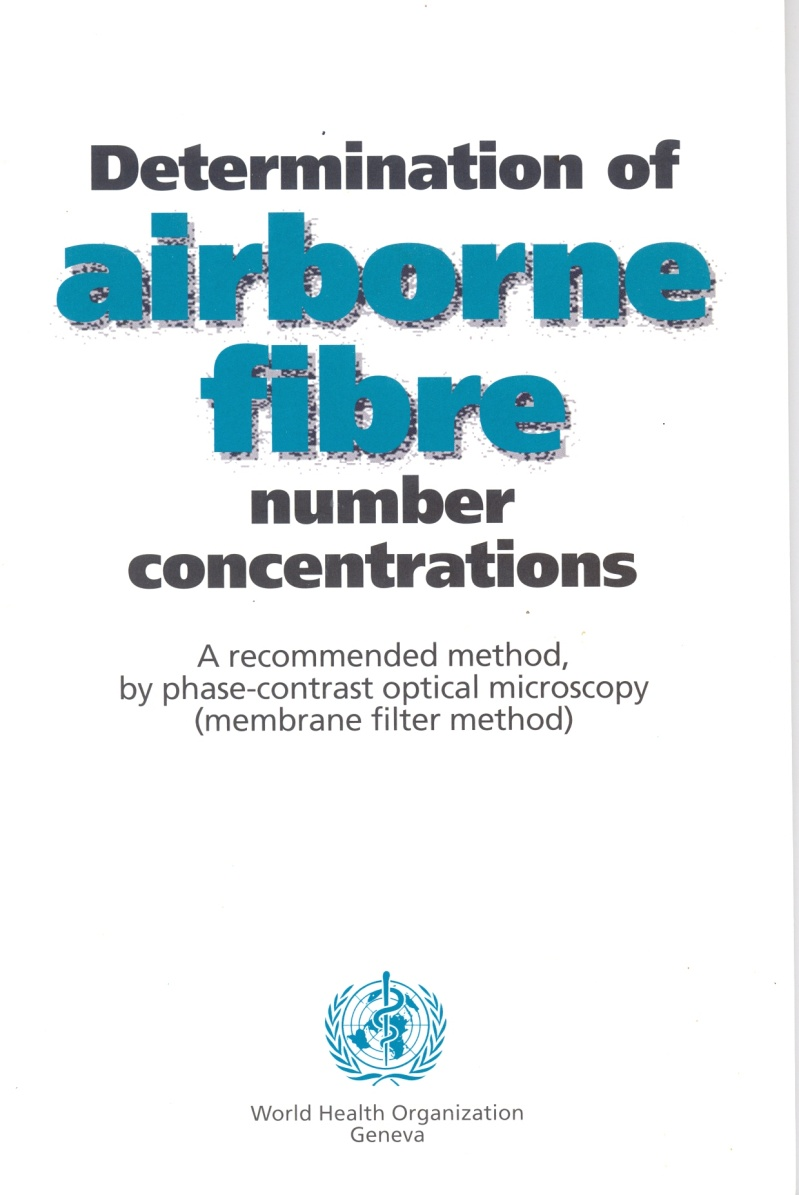 Determination of
airborne
fibre
number
concentrations
A recommended method,
by phase-contrast optical microscopy
(membrane filter method)
World Health Organization
Geneva